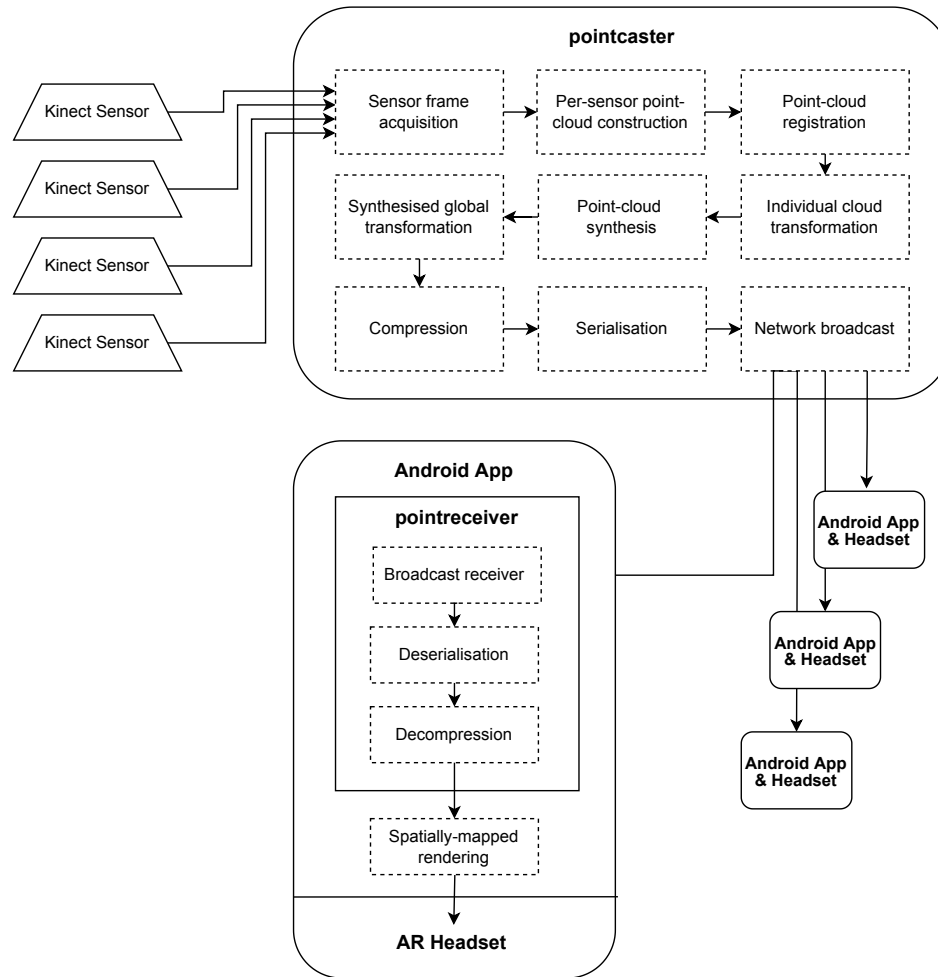 pointcaster
Kinect Sensor
Kinect Sensor
Kinect Sensor
Kinect Sensor
Sensor frame
acquisition
Per-sensor point-
cloud construction
Point-cloud
registration
Synthesised global
transformation
Point-cloud
synthesis
Individual cloud
transformation
Compression
Serialisation
Network broadcast
Android App
pointreceiver
Broadcast receiver
Deserialisation
Decompression
Spatially-mapped
rendering
AR Headset
Android App
& Headset
Android App
& Headset
Android App
& Headset